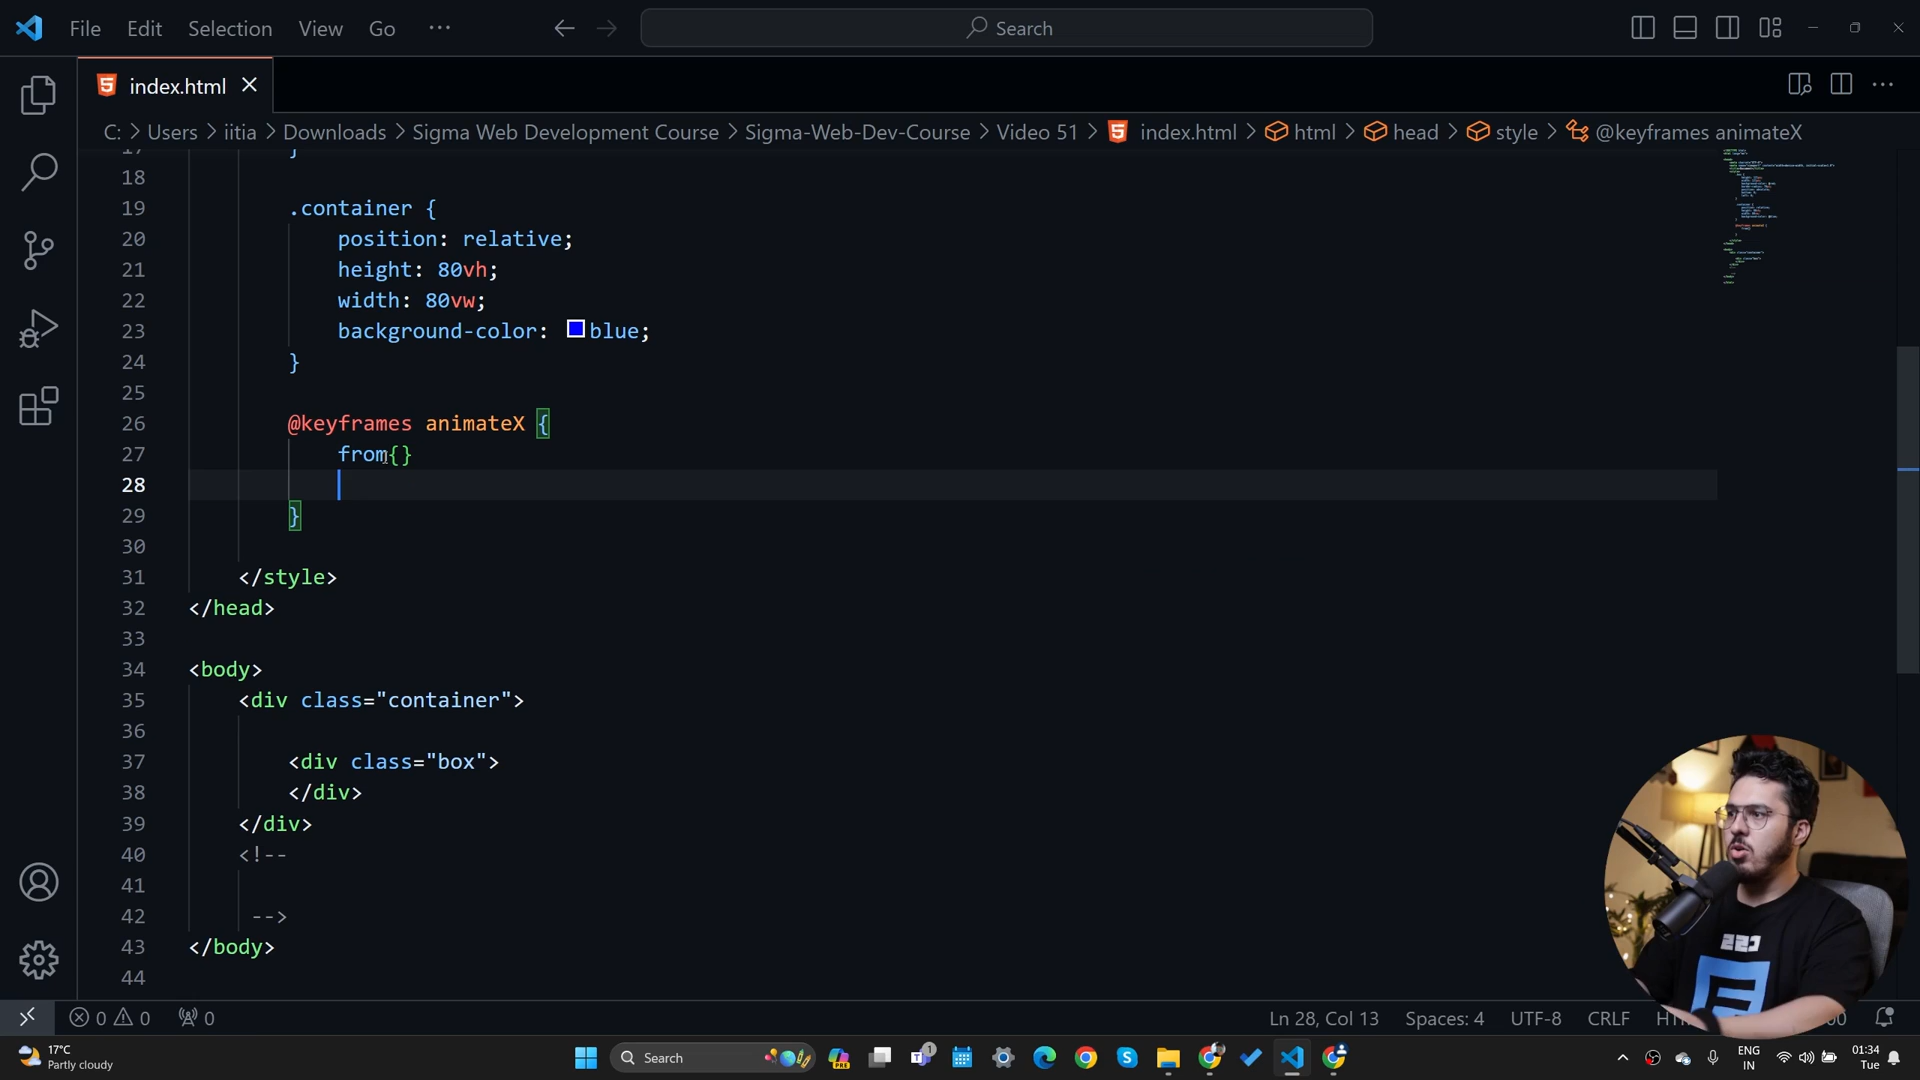 File Edit Selection View Go ··· Search
index.html
C: > Users > iitia > Downloads > Sigma Web Development Course > Sigma-Web-Dev-Course > Video 51 > index.html > html > head > style > @keyframes animateX
17 }
18
19 .container {
20 position: relative;
21 height: 80vh;
22 width: 80vw;
23 background-color: blue;
24 }
25
26 @keyframes animateX {
27 from{}
28
29 }
30
31 </style>
32 </head>
33
34 <body>
35 <div class="container">
36
37 <div class="box">
38 </div>
39 </div>
40 <!--
41
42 -->
43 </body>
44
0 0 0 Ln 28, Col 13 Spaces: 4 UTF-8 CRLF
17°C
Partly cloudy
Search
PRE
1
ENG
IN
01:34
Tue